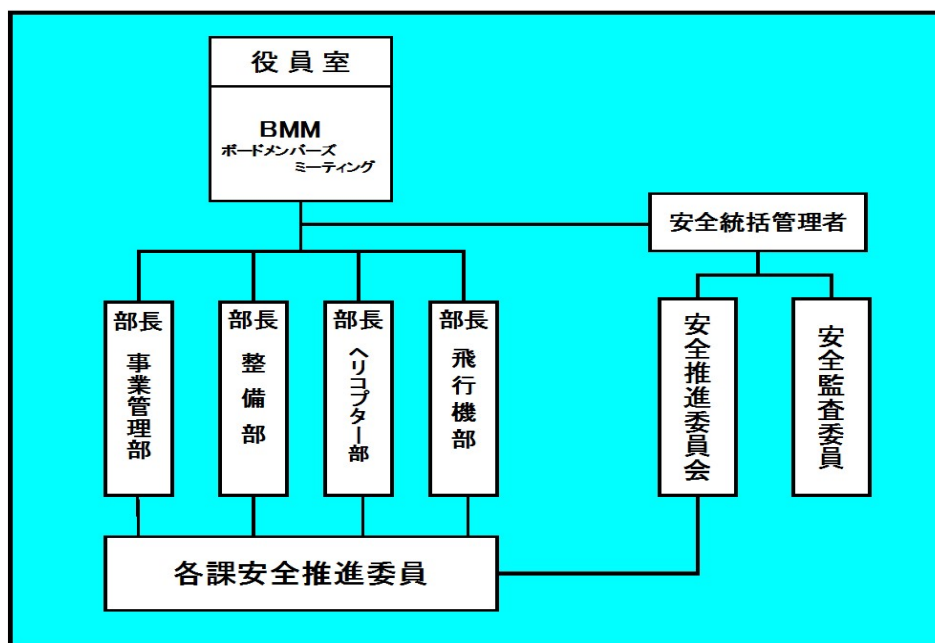 役員室
BMM
ボードメンバーズ
ミーティング
安全統括管理者
部長
事業管理部
部長
整備部
部長
ヘリコプター部
部長
飛行機部
安全推進委員会
安全監査委員
各課安全推進委員